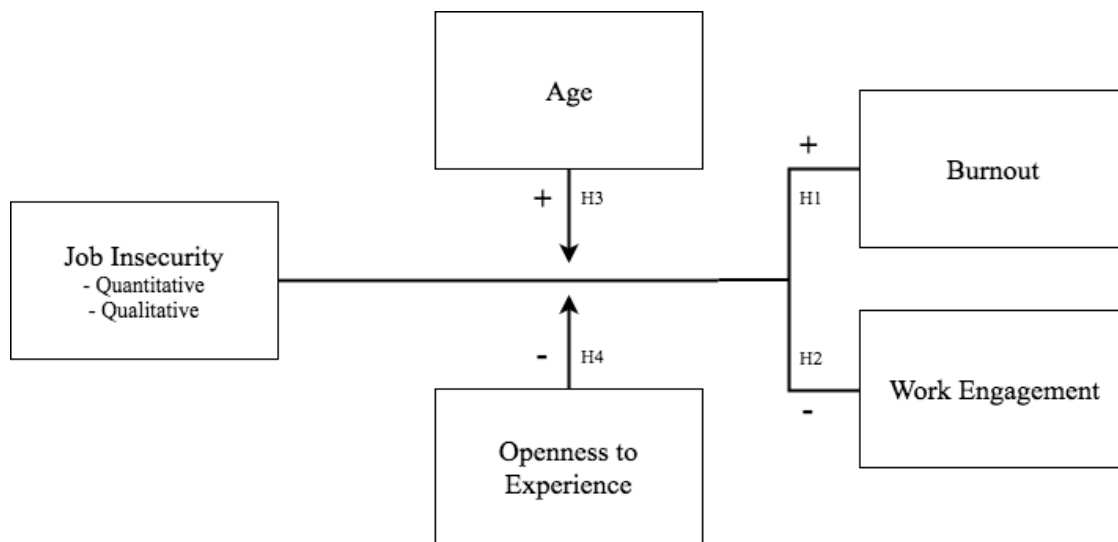 Age
+
H3
Job Insecurity
- Quantitative
- Qualitative
+
H1
Burnout
-
H4
H2
-
Work Engagement
Openness to
Experience